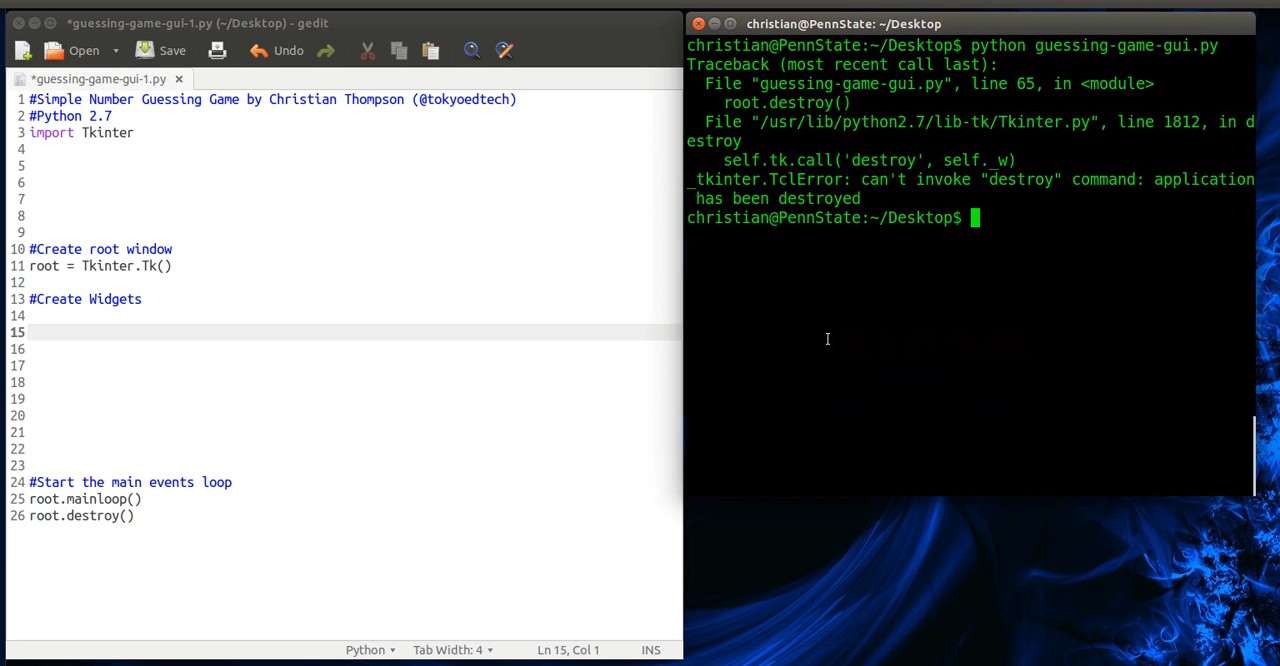 *guessing-game-gui-1.py (~/Desktop) - gedit
Open Save Undo
*guessing-game-gui-1.py ×
1 #Simple Number Guessing Game by Christian Thompson (@tokyoedtech)
2 #Python 2.7
3 import Tkinter
4
5
6
7
8
9
10 #Create root window
11 root = Tkinter.Tk()
12
13 #Create Widgets
14
15
16
17
18
19
20
21
22
23
24 #Start the main events loop
25 root.mainloop()
26 root.destroy()
Python Tab Width: 4 Ln 15, Col 1 INS
christian@PennState: ~/Desktop
christian@PennState:~/Desktop$ python guessing-game-gui.py
Traceback (most recent call last):
  File "guessing-game-gui.py", line 65, in <module>
    root.destroy()
  File "/usr/lib/python2.7/lib-tk/Tkinter.py", line 1812, in d
estroy
    self.tk.call('destroy', self._w)
_tkinter.TclError: can't invoke "destroy" command: application
 has been destroyed
christian@PennState:~/Desktop$